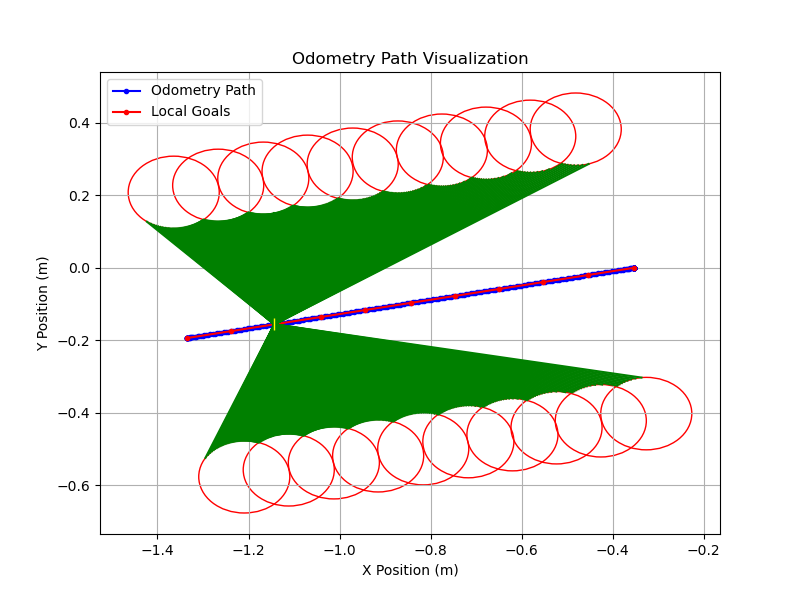 Odometry Path Visualization
Odometry Path
Local Goals
Y Position (m)
0.4
0.2
0.0
−0.2
−0.4
−0.6
−1.4
−1.2
−1.0
−0.8
−0.6
−0.4
−0.2
X Position (m)